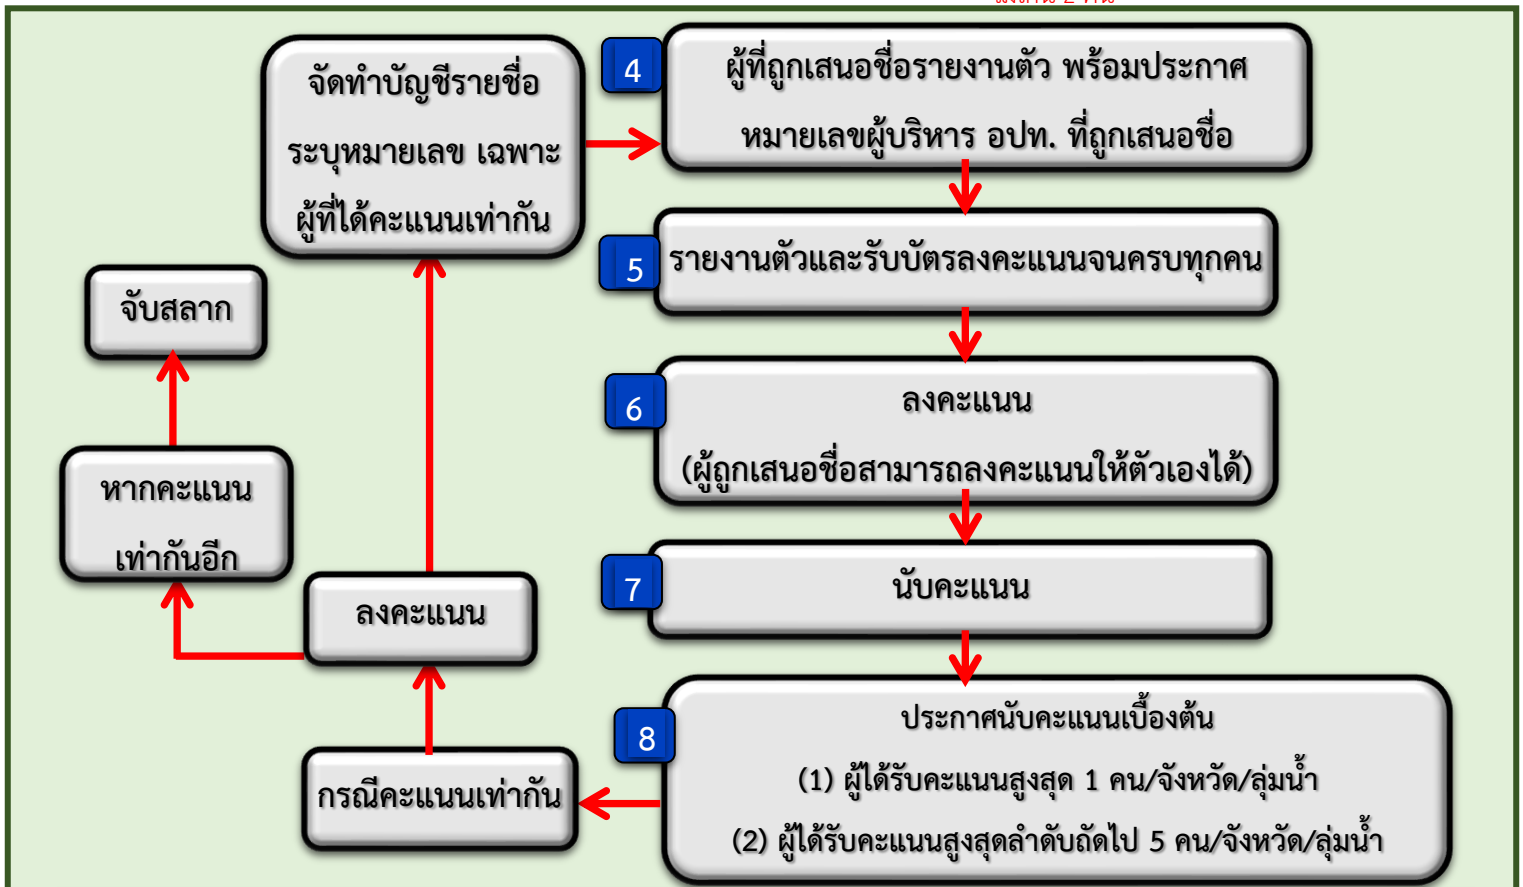 จัดทำบัญชีรายชื่อ
ระบุหมายเลข เฉพาะ
ผู้ที่ได้คะแนนเท่ากัน
4
ผู้ที่ถูกเสนอชื่อรายงานตัว พร้อมประกาศ
หมายเลขผู้บริหาร อปท. ที่ถูกเสนอชื่อ
5
รายงานตัวและรับบัตรลงคะแนนจนครบทุกคน
จับสลาก
6
ลงคะแนน
(ผู้ถูกเสนอชื่อสามารถลงคะแนนให้ตัวเองได้)
หากคะแนน
เท่ากันอีก
ลงคะแนน
7
นับคะแนน
กรณีคะแนนเท่ากัน
8
ประกาศนับคะแนนเบื้องต้น
(1) ผู้ได้รับคะแนนสูงสุด 1 คน/จังหวัด/ลุ่มน้ำ
(2) ผู้ได้รับคะแนนสูงสุดลำดับถัดไป 5 คน/จังหวัด/ลุ่มน้ำ